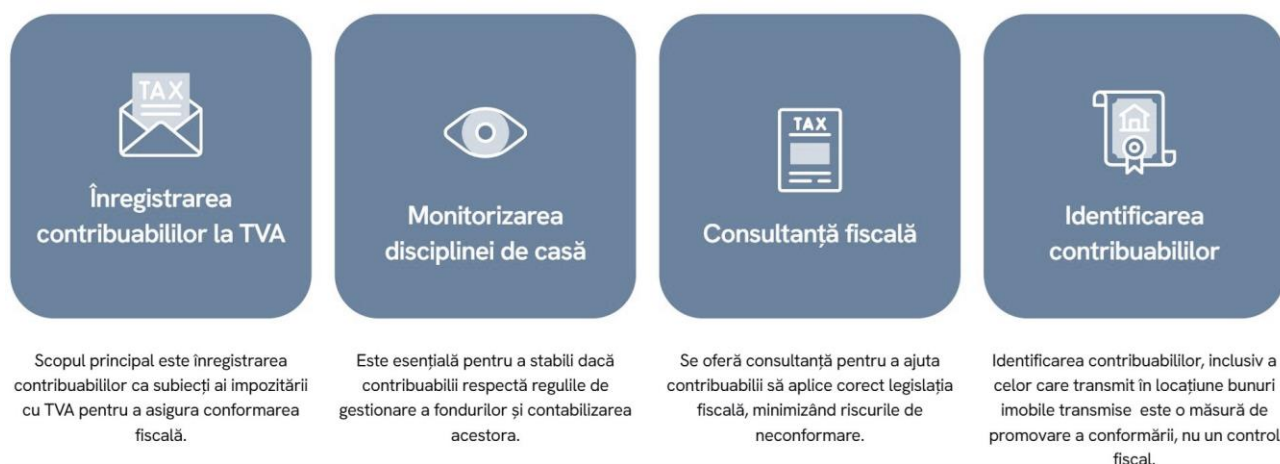 TAX
Înregistrarea
contribuabililor la TVA
Scopul principal este înregistrarea
contribuabililor ca subiecți ai impozitării
cu TVA pentru a asigura conformarea
fiscală.
Monitorizarea
disciplinei de casă
Este esențială pentru a stabili dacă
contribuabilii respectă regulile de
gestionare a fondurilor și contabilizarea
acestora.
TAX
Consultanță fiscală
Se oferă consultanță pentru a ajuta
contribuabilii să aplice corect legislația
fiscală, minimizând riscurile de
neconformare.
Identificarea
contribuabililor
Identificarea contribuabililor, inclusiv a
celor care transmit în locațiune bunuri
imobile transmise este o măsură de
promovare a conformării, nu un control
fiscal.